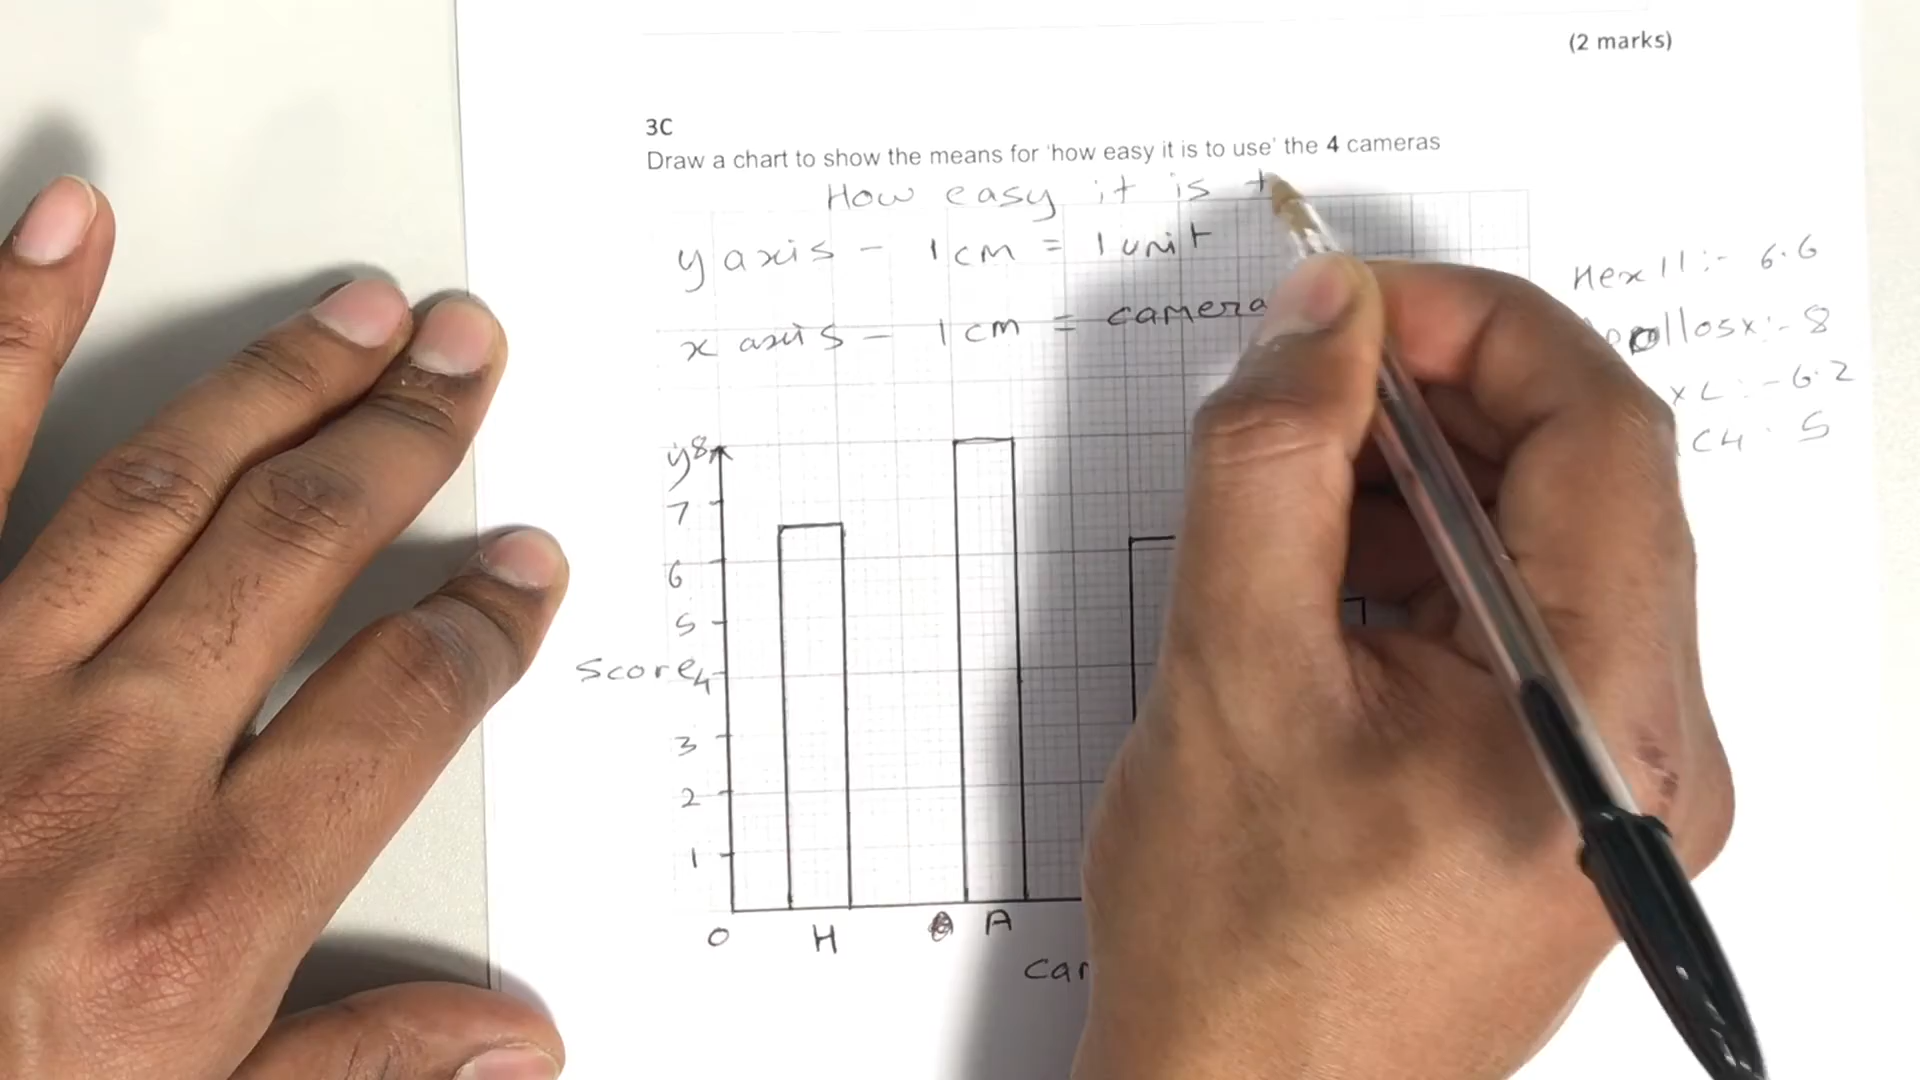 (2 marks)
3C
Draw a chart to show the means for 'how easy it is to use' the 4 cameras
How easy it is t
y axis - 1 cm = 1 unit
x axis - 1 cm = camera
Hex 11 :- 6.6
:- 8
:- 6.2
C4 : 5
y 8
7
6
5
Score 4
3
2
1
0 H A